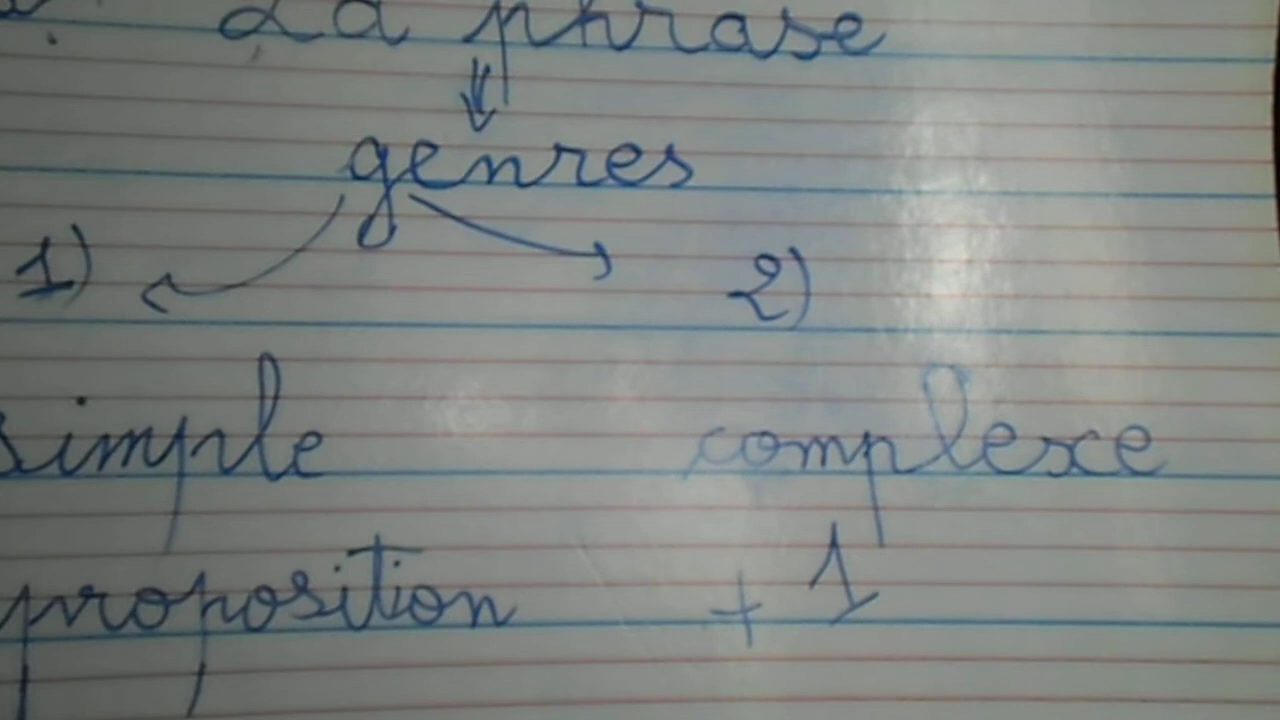 La phrase
genres
1) 2)
simple complexe
proposition + 1